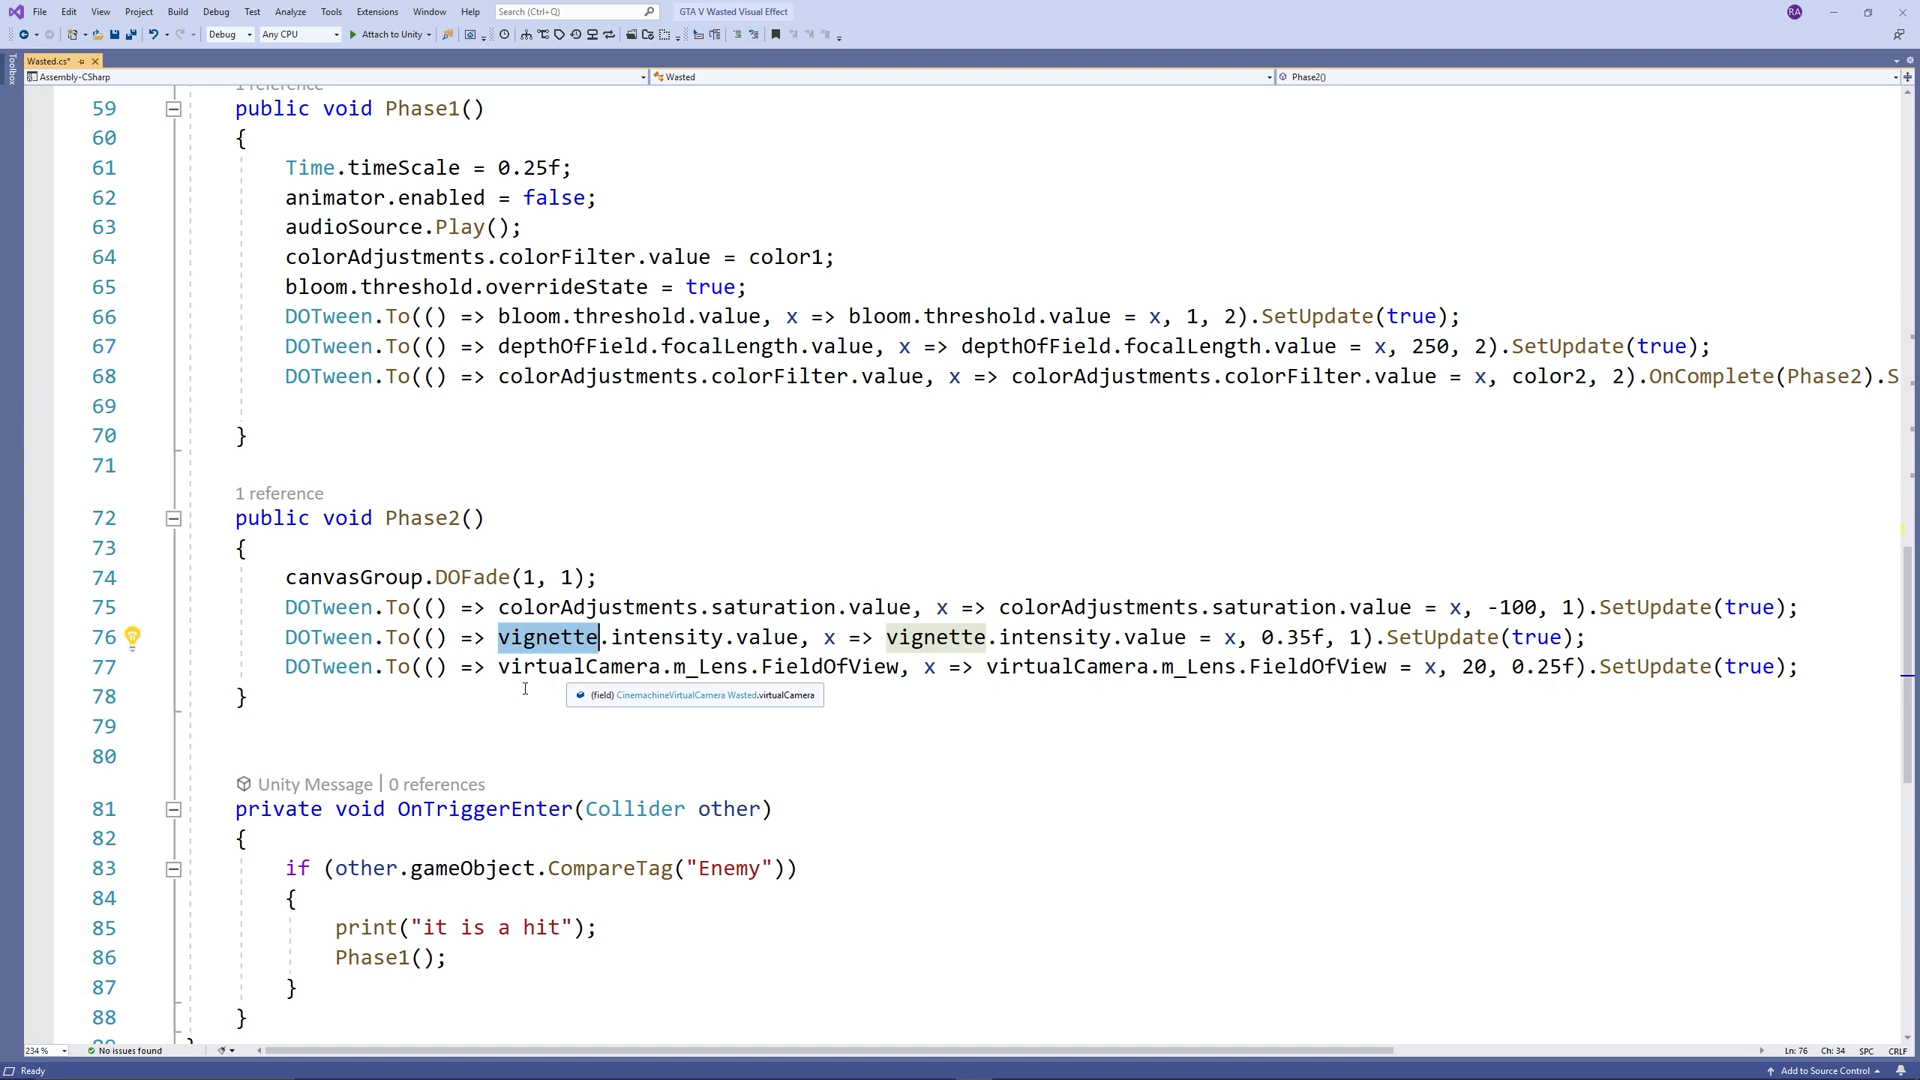 File Edit View Project Build Debug Test Analyze Tools Extensions Window Help Search (Ctrl+Q) GTA V Wasted Visual Effect RA
Debug Any CPU Attach to Unity
Toolbox
Wasted.cs*
Assembly-CSharp Wasted Phase2()
1 reference
59 public void Phase1()
60 {
61 Time.timeScale = 0.25f;
62 animator.enabled = false;
63 audioSource.Play();
64 colorAdjustments.colorFilter.value = color1;
65 bloom.threshold.overrideState = true;
66 DOTween.To(() => bloom.threshold.value, x => bloom.threshold.value = x, 1, 2).SetUpdate(true);
67 DOTween.To(() => depthOfField.focalLength.value, x => depthOfField.focalLength.value = x, 250, 2).SetUpdate(true);
68 DOTween.To(() => colorAdjustments.colorFilter.value, x => colorAdjustments.colorFilter.value = x, color2, 2).OnComplete(Phase2).S
69
70 }
71
1 reference
72 public void Phase2()
73 {
74 canvasGroup.DOFade(1, 1);
75 DOTween.To(() => colorAdjustments.saturation.value, x => colorAdjustments.saturation.value = x, -100, 1).SetUpdate(true);
76 DOTween.To(() => vignette.intensity.value, x => vignette.intensity.value = x, 0.35f, 1).SetUpdate(true);
77 DOTween.To(() => virtualCamera.m_Lens.FieldOfView, x => virtualCamera.m_Lens.FieldOfView = x, 20, 0.25f).SetUpdate(true);
78 }
(field) CinemachineVirtualCamera Wasted.virtualCamera
79
80
Unity Message | 0 references
81 private void OnTriggerEnter(Collider other)
82 {
83 if (other.gameObject.CompareTag("Enemy"))
84 {
85 print("it is a hit");
86 Phase1();
87 }
88 }
234 % No issues found Ln: 76 Ch: 34 SPC CRLF
Ready Add to Source Control